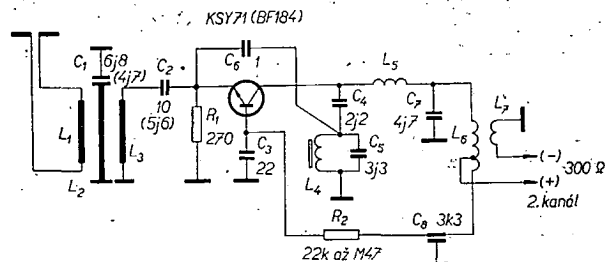 KSY71 (BF184)
C1
6j8
(4j7)
C2
10
(5j6)
C6
1
L5
L1
L2
L3
R1
270
C3
22
C4
2j2
C5
3j3
L4
C7
4j7
L6
L7
(-)
300 Ω
(+)
2. kanál
R2
22k až M47
C8 3k3